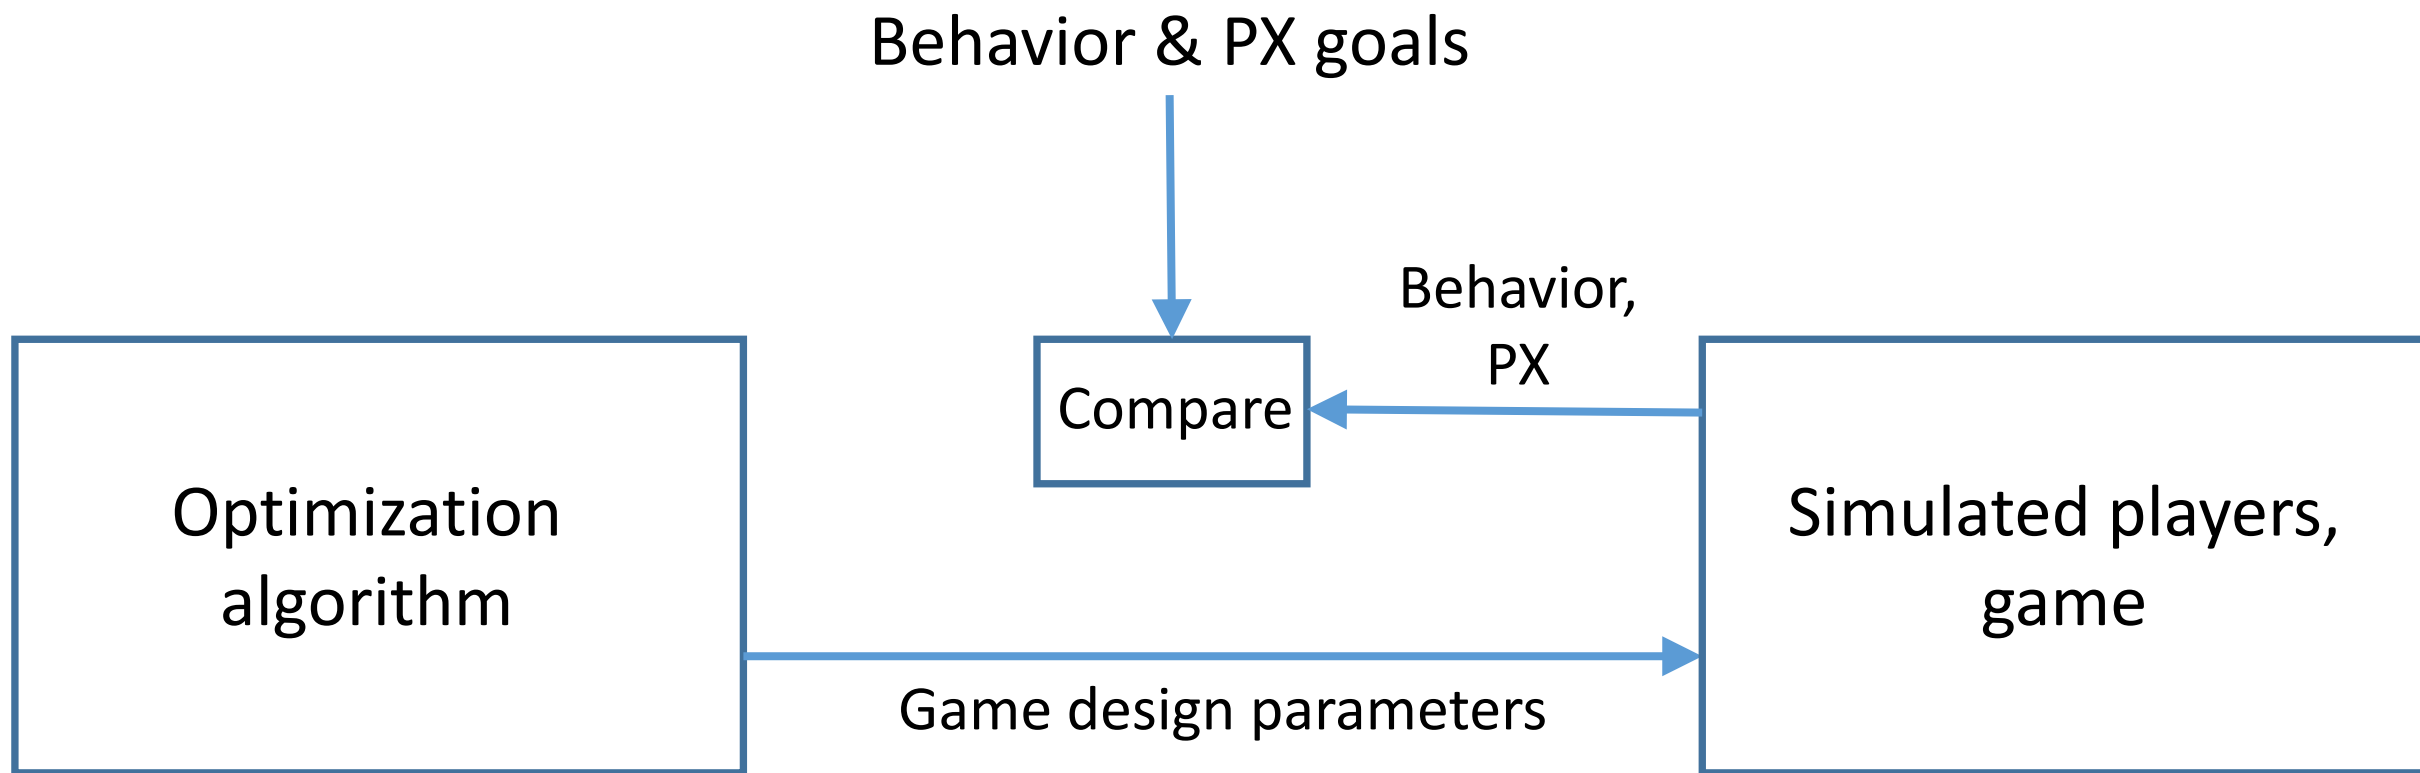 Behavior & PX goals
Behavior,
PX
Compare
Optimization
algorithm
Simulated players,
game
Game design parameters